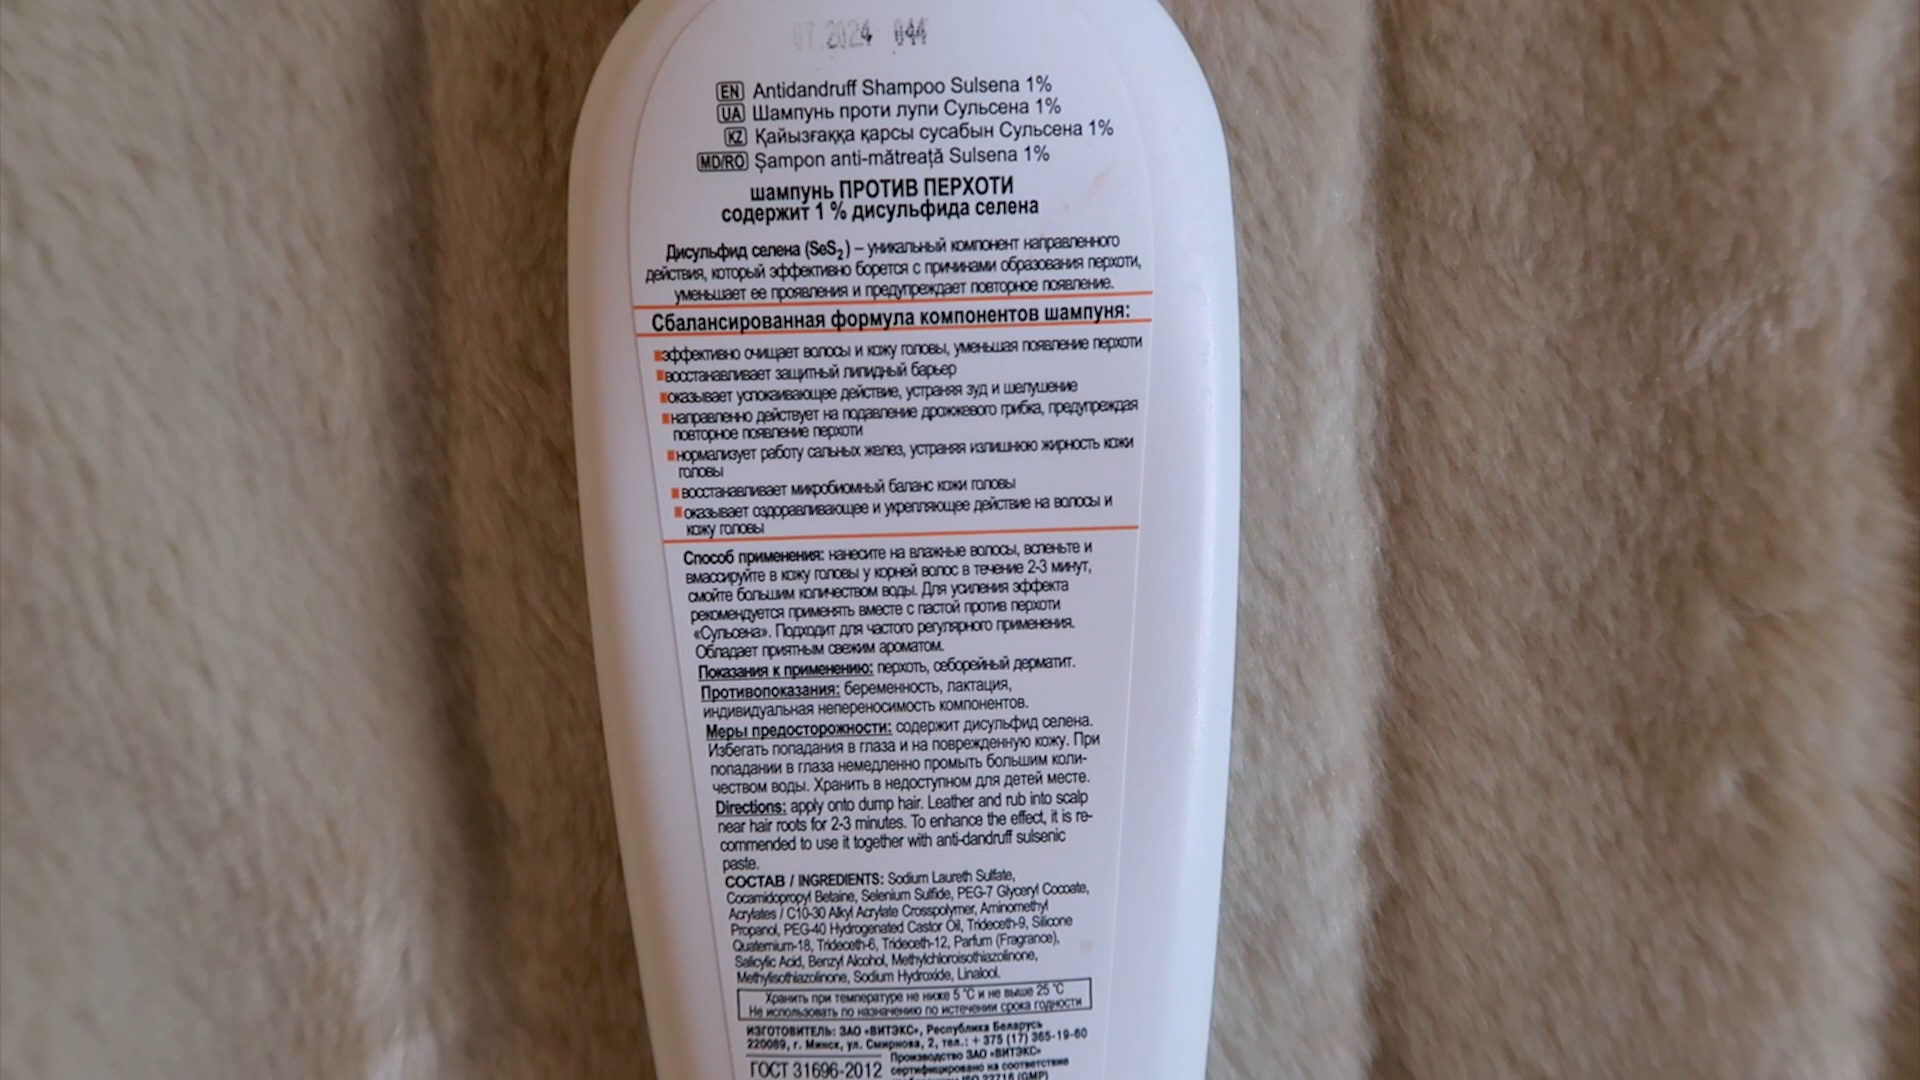 07 2024 044
EN Antidandruff Shampoo Sulsena 1%
UA Шампунь проти лупи Сульсена 1%
KZ Қайызғаққа қарсы сусабын Сульсена 1%
MD/RO Șampon anti-mătreață Sulsena 1%
шампунь ПРОТИВ ПЕРХОТИ
содержит 1 % дисульфида селена
Дисульфид селена (SeS2) – уникальный компонент направленного
действия, который эффективно борется с причинами образования перхоти,
уменьшает ее проявления и предупреждает повторное появление.
Сбалансированная формула компонентов шампуня:
эффективно очищает волосы и кожу головы, уменьшая появление перхоти
восстанавливает защитный липидный барьер
оказывает успокаивающее действие, устраняя зуд и шелушение
направленно действует на подавление дрожжевого грибка, предупреждая
повторное появление перхоти
нормализует работу сальных желез, устраняя излишнюю жирность кожи
головы
восстанавливает микробиомный баланс кожи головы
оказывает оздоравливающее и укрепляющее действие на волосы и
кожу головы
Способ применения: нанесите на влажные волосы, вспеньте и
вмассируйте в кожу головы у корней волос в течение 2-3 минут,
смойте большим количеством воды. Для усиления эффекта
рекомендуется применять вместе с пастой против перхоти
«Сульсена». Подходит для частого регулярного применения.
Обладает приятным свежим ароматом.
Показания к применению: перхоть, себорейный дерматит.
Противопоказания: беременность, лактация,
индивидуальная непереносимость компонентов.
Меры предосторожности: содержит дисульфид селена.
Избегать попадания в глаза и на поврежденную кожу. При
попадании в глаза немедленно промыть большим коли-
чеством воды. Хранить в недоступном для детей месте.
Directions: apply onto dump hair. Leather and rub into scalp
near hair roots for 2-3 minutes. To enhance the effect, it is re-
commended to use it together with anti-dandruff sulsenic
paste.
СОСТАВ / INGREDIENTS: Sodium Laureth Sulfate,
Cocamidopropyl Betaine, Selenium Sulfide, PEG-7 Glyceryl Cocoate,
Acrylates / C10-30 Alkyl Acrylate Crosspolymer, Aminomethyl
Propanol, PEG-40 Hydrogenated Castor Oil, Trideceth-9, Silicone
Quaternium-18, Trideceth-6, Trideceth-12, Parfum (Fragrance),
Salicylic Acid, Benzyl Alcohol, Methylchloroisothiazolinone,
Methylisothiazolinone, Sodium Hydroxide, Linalool.
Хранить при температуре не ниже 5 °C и не выше 25 °C
Не использовать по назначению по истечении срока годности
ИЗГОТОВИТЕЛЬ: ЗАО «ВИТЭКС», Республика Беларусь
220089, г. Минск, ул. Смирнова, 2, тел.: + 375 (17) 365-19-60
ГОСТ 31696-2012
Производство ЗАО «ВИТЭКС»
сертифицировано на соответствие
ISO 22716 (GMP)